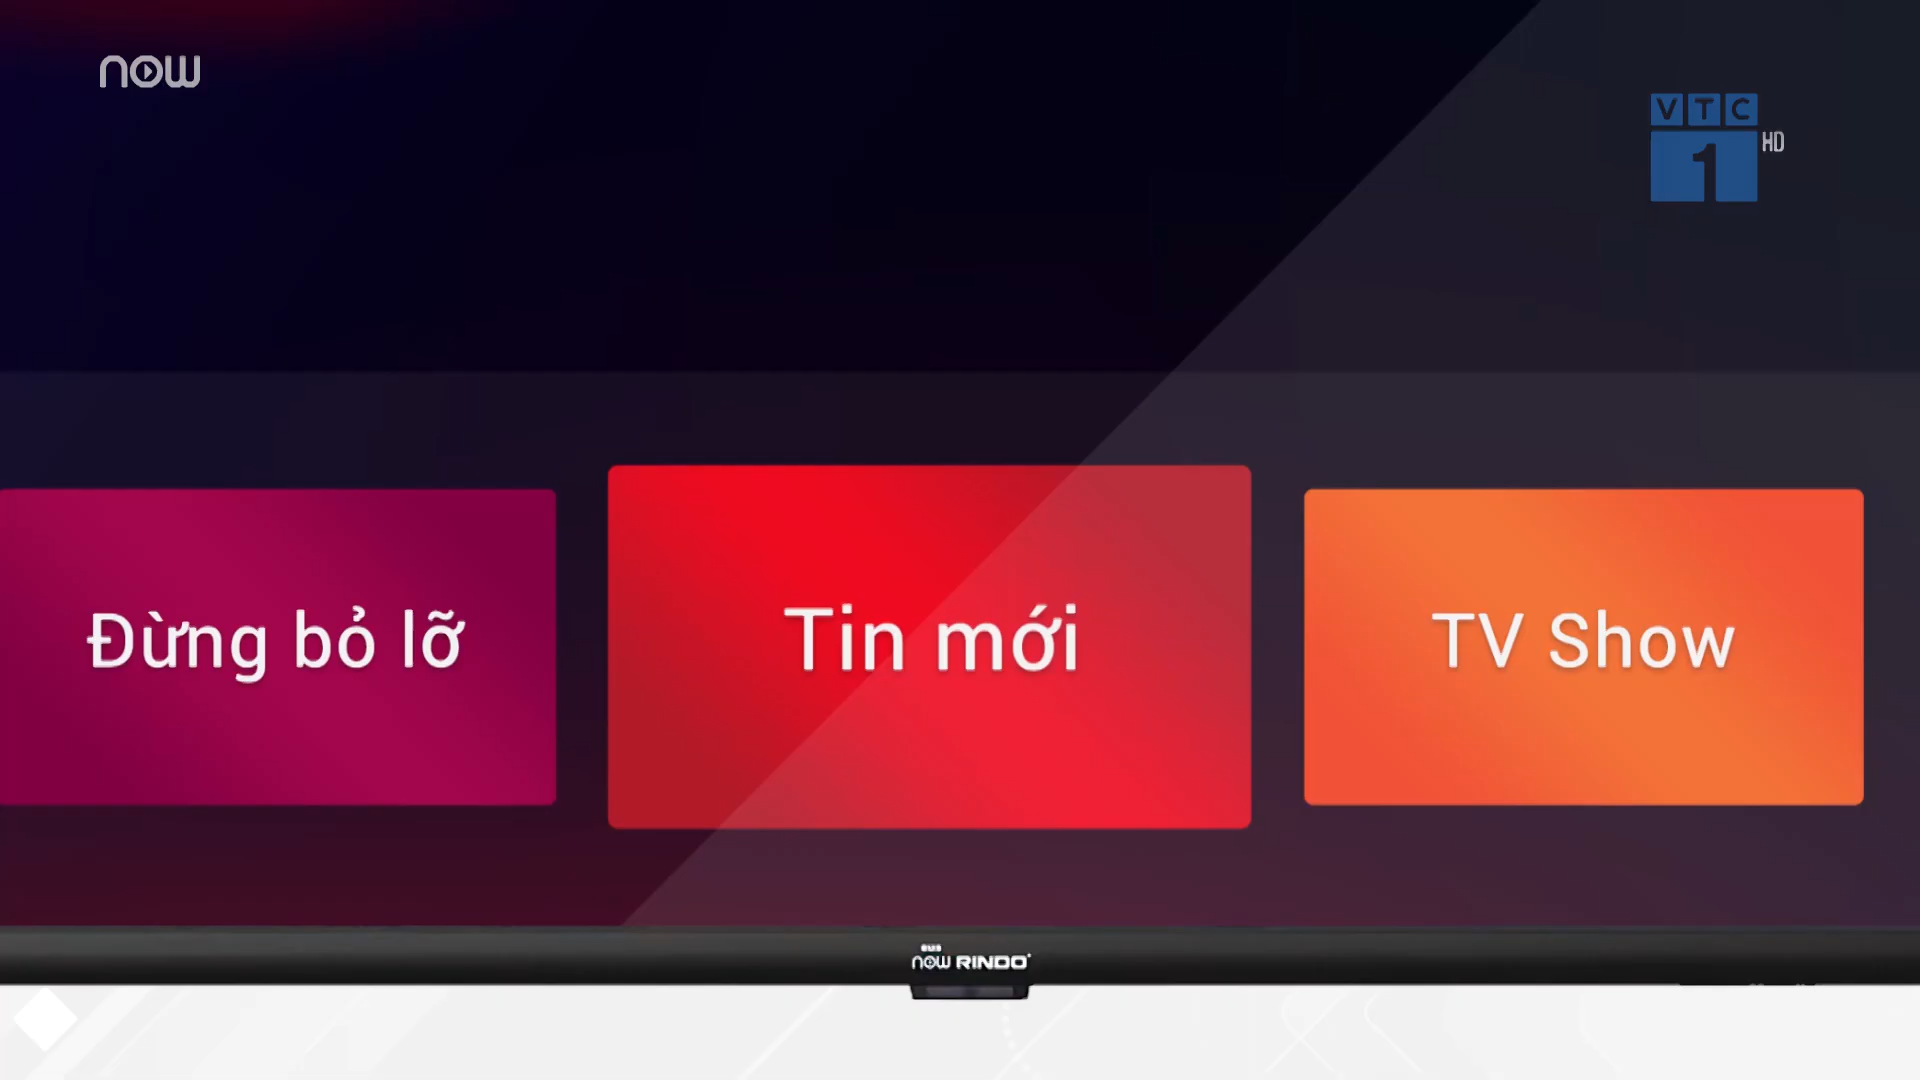 now
VTC
1
HD
Đừng bỏ lỡ
Tin mới
TV Show
now RINDO